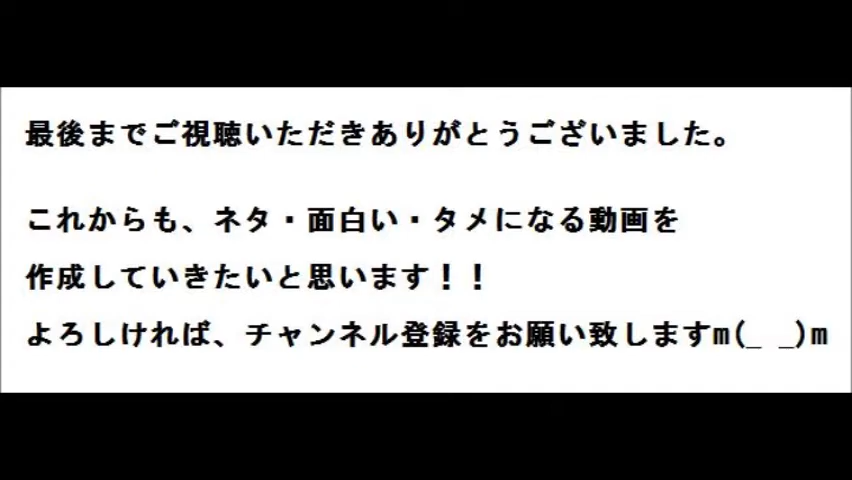 最後までご視聴いただきありがとうございました。
これからも、ネタ・面白い・タメになる動画を
作成していきたいと思います！！
よろしければ、チャンネル登録をお願い致しますm(_ _)m